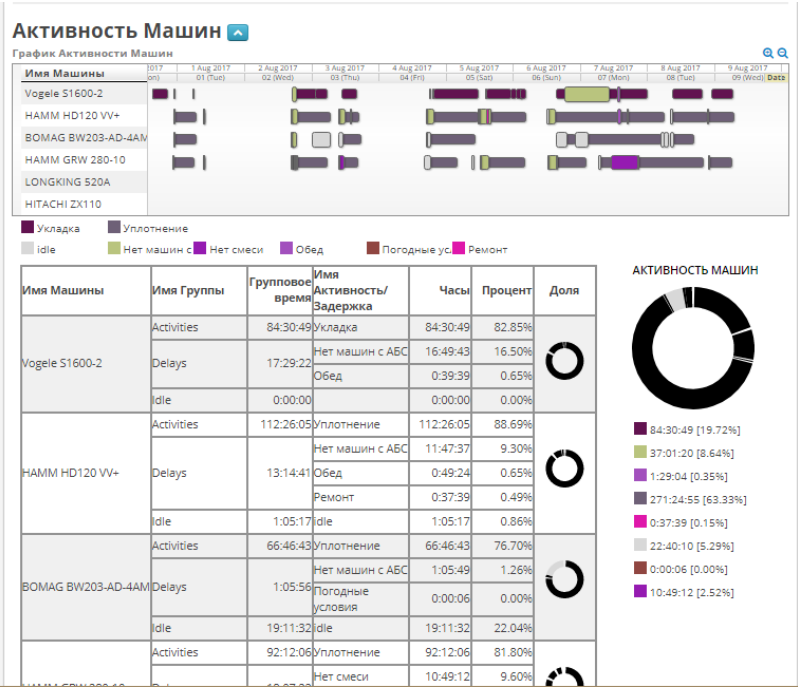 Активность Машин
График Активности Машин
2017 1 Aug 2017 2 Aug 2017 3 Aug 2017 4 Aug 2017 5 Aug 2017 6 Aug 2017 7 Aug 2017 8 Aug 2017 9 Aug 2017
Имя Машины on) 01 (Tue) 02 (Wed) 03 (Thu) 04 (Fri) 05 (Sat) 06 (Sun) 07 (Mon) 08 (Tue) 09 (Wed) Date
Vogele S1600-2
HAMM HD120 VV+
BOMAG BW203-AD-4AM
HAMM GRW 280-10
LONGKING 520A
HITACHI ZX110
Укладка Уплотнение
idle Нет машин с Нет смеси Обед Погодные ус. Ремонт
Имя Машины Имя Группы Групповое время Имя Активность/ Задержка Часы Процент Доля
Vogele S1600-2 Activities 84:30:49 Укладка 84:30:49 82.85%
Delays 17:29:22 Нет машин с АБС 16:49:43 16.50%
Обед 0:39:39 0.65%
Idle 0:00:00 0:00:00 0.00%
HAMM HD120 VV+ Activities 112:26:05 Уплотнение 112:26:05 88.69%
Delays 13:14:41 Нет машин с АБС 11:47:37 9.30%
Обед 0:49:24 0.65%
Ремонт 0:37:39 0.49%
Idle 1:05:17 idle 1:05:17 0.86%
BOMAG BW203-AD-4AM Activities 66:46:43 Уплотнение 66:46:43 76.70%
Delays 1:05:56 Нет машин с АБС 1:05:49 1.26%
Погодные условия 0:00:06 0.00%
Idle 19:11:32 idle 19:11:32 22.04%
Activities 92:12:06 Уплотнение 92:12:06 81.80%
Нет смеси 10:49:12 9.60%
АКТИВНОСТЬ МАШИН
84:30:49 [19.72%]
37:01:20 [8.64%]
1:29:04 [0.35%]
271:24:55 [63.33%]
0:37:39 [0.15%]
22:40:10 [5.29%]
0:00:06 [0.00%]
10:49:12 [2.52%]